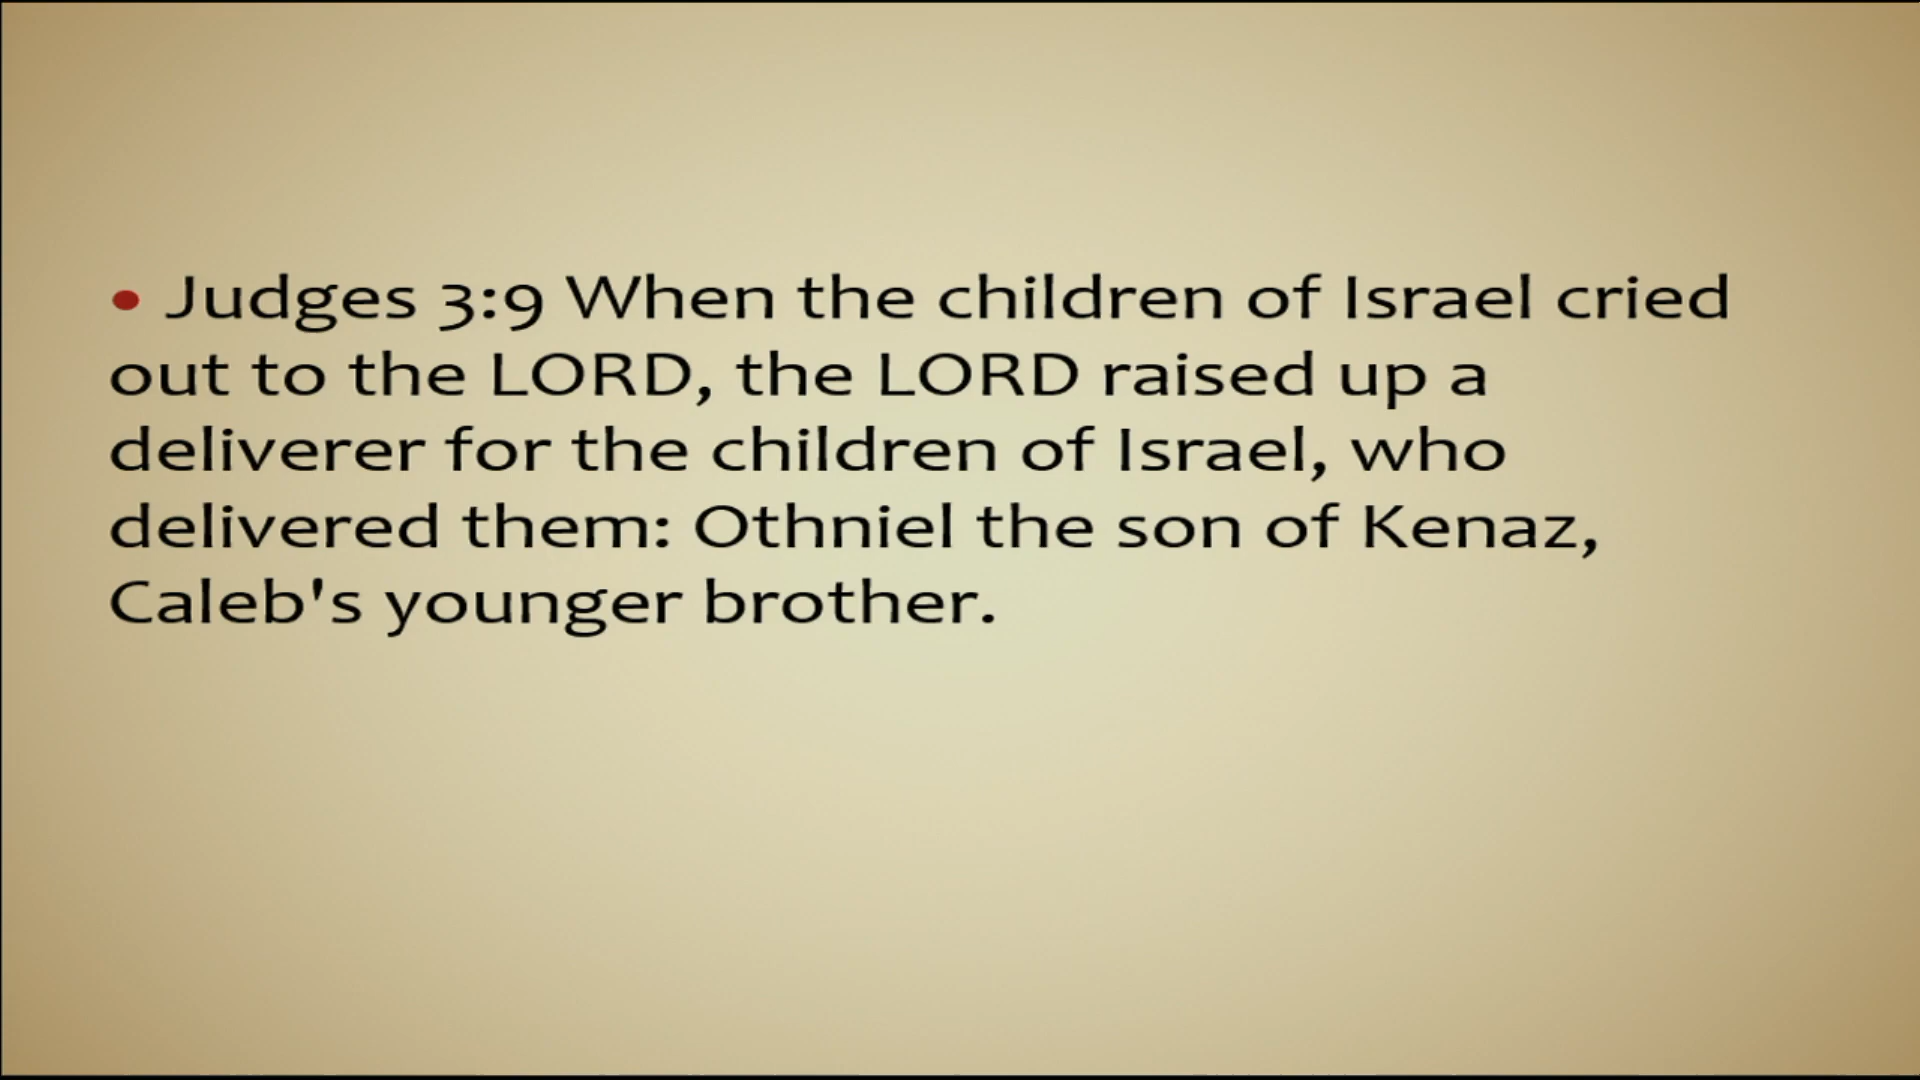 • Judges 3:9 When the children of Israel cried
out to the LORD, the LORD raised up a
deliverer for the children of Israel, who
delivered them: Othniel the son of Kenaz,
Caleb's younger brother.